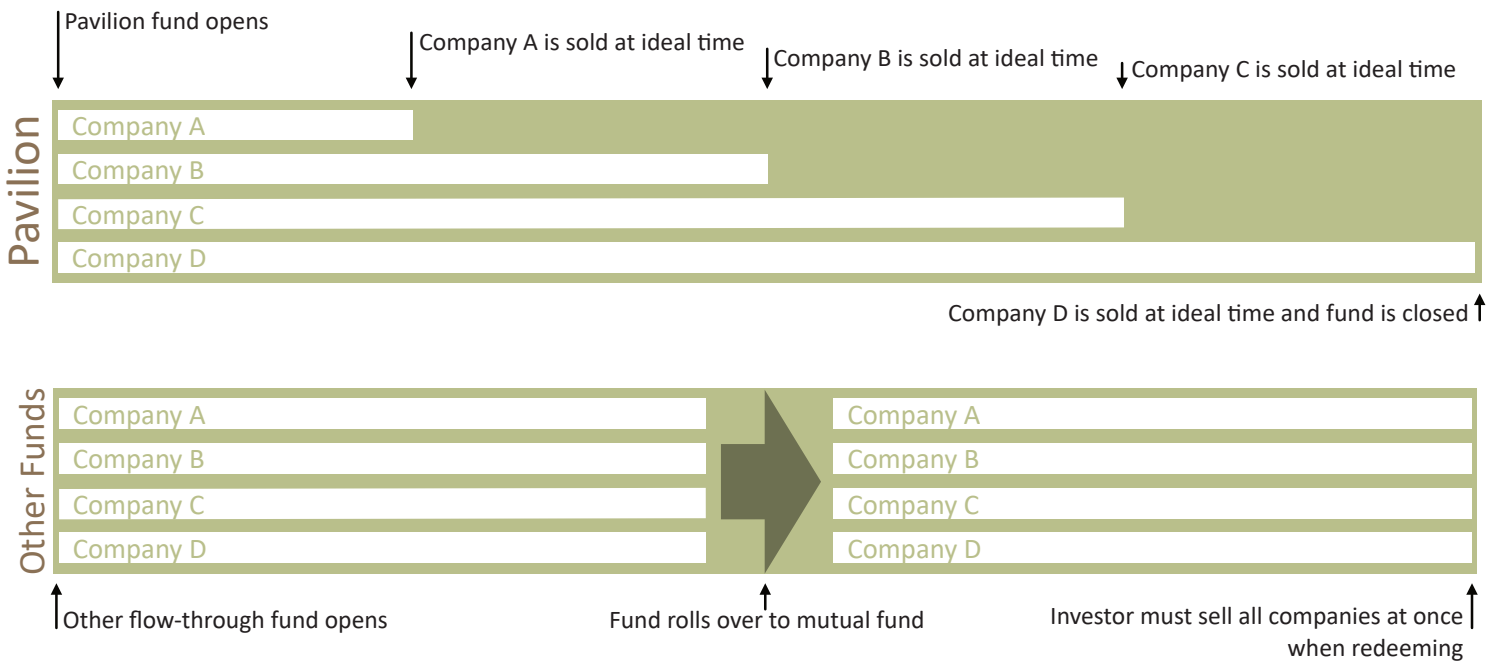 Pavilion fund opens
Company A is sold at ideal time
Company B is sold at ideal time
Company C is sold at ideal time
Pavilion
Company A
Company B
Company C
Company D
Company D is sold at ideal time and fund is closed
Other Funds
Company A
Company B
Company C
Company D
Company A
Company B
Company C
Company D
Other flow-through fund opens
Fund rolls over to mutual fund
Investor must sell all companies at once
when redeeming